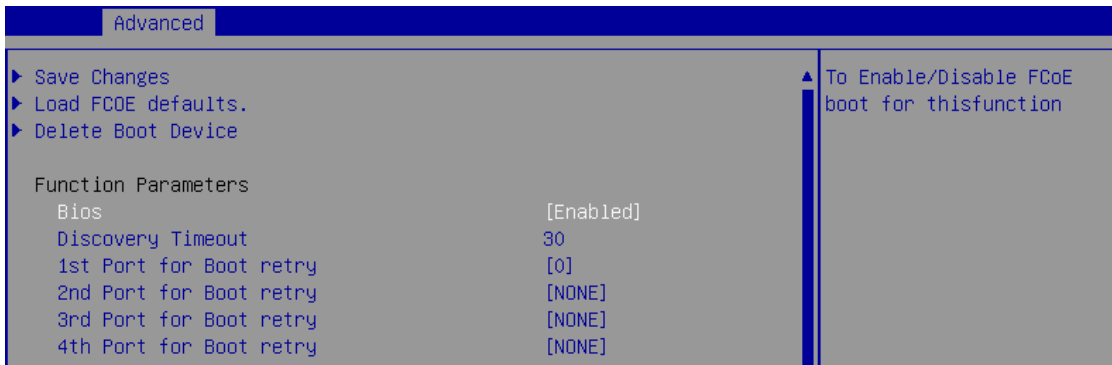 Advanced
Save Changes
Load FCOE defaults.
Delete Boot Device
Function Parameters
Bios [Enabled]
Discovery Timeout 30
1st Port for Boot retry [0]
2nd Port for Boot retry [NONE]
3rd Port for Boot retry [NONE]
4th Port for Boot retry [NONE]
To Enable/Disable FCoE
boot for thisfunction